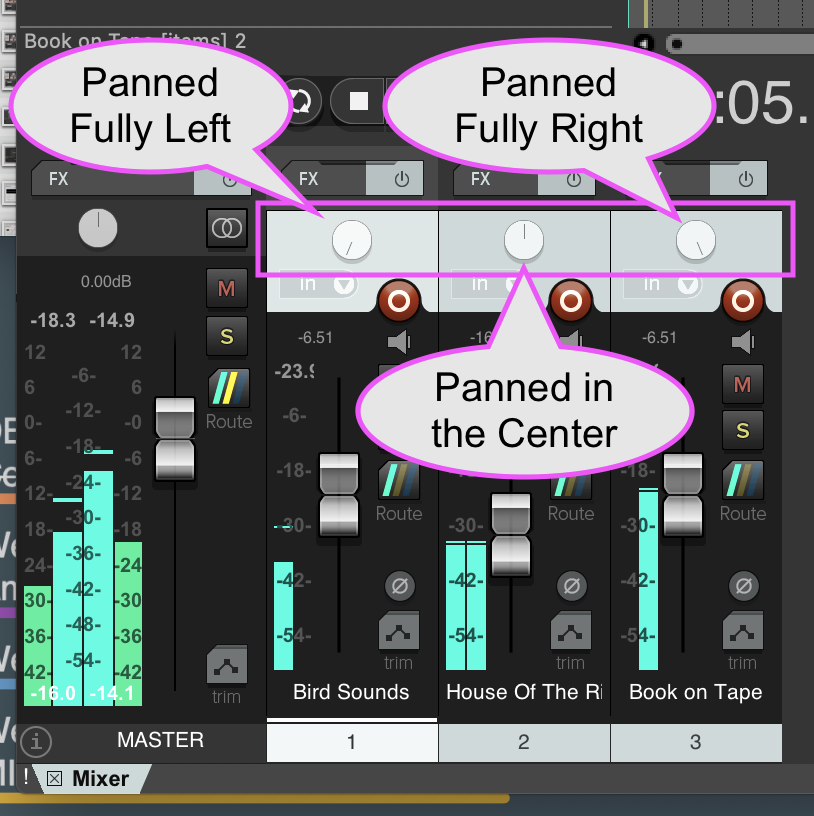 Book on Tape [items] 2
Panned
Fully Left
Panned
Fully Right
:05.
FX
FX
FX
in
in
in
0.00dB
M
-18.3 -14.9
S
-6.51
-6.51
-23.9
12 12
6 -6- 6
0- -12- -0
6- -18- -6
12- -24- -12
18- -30- -18
24- -36- -24
30- -42- -30
36- -48- -36
42- -54- -42
-16.0 -14.1
Route
trim
Panned in
the Center
M
S
-6-
-18-
-30-
-42-
-54-
Route
trim
-30-
-42-
-54-
Route
trim
-18-
-30-
-42-
-54-
Route
trim
Bird Sounds
House Of The Ri
Book on Tape
MASTER
1
2
3
! Mixer